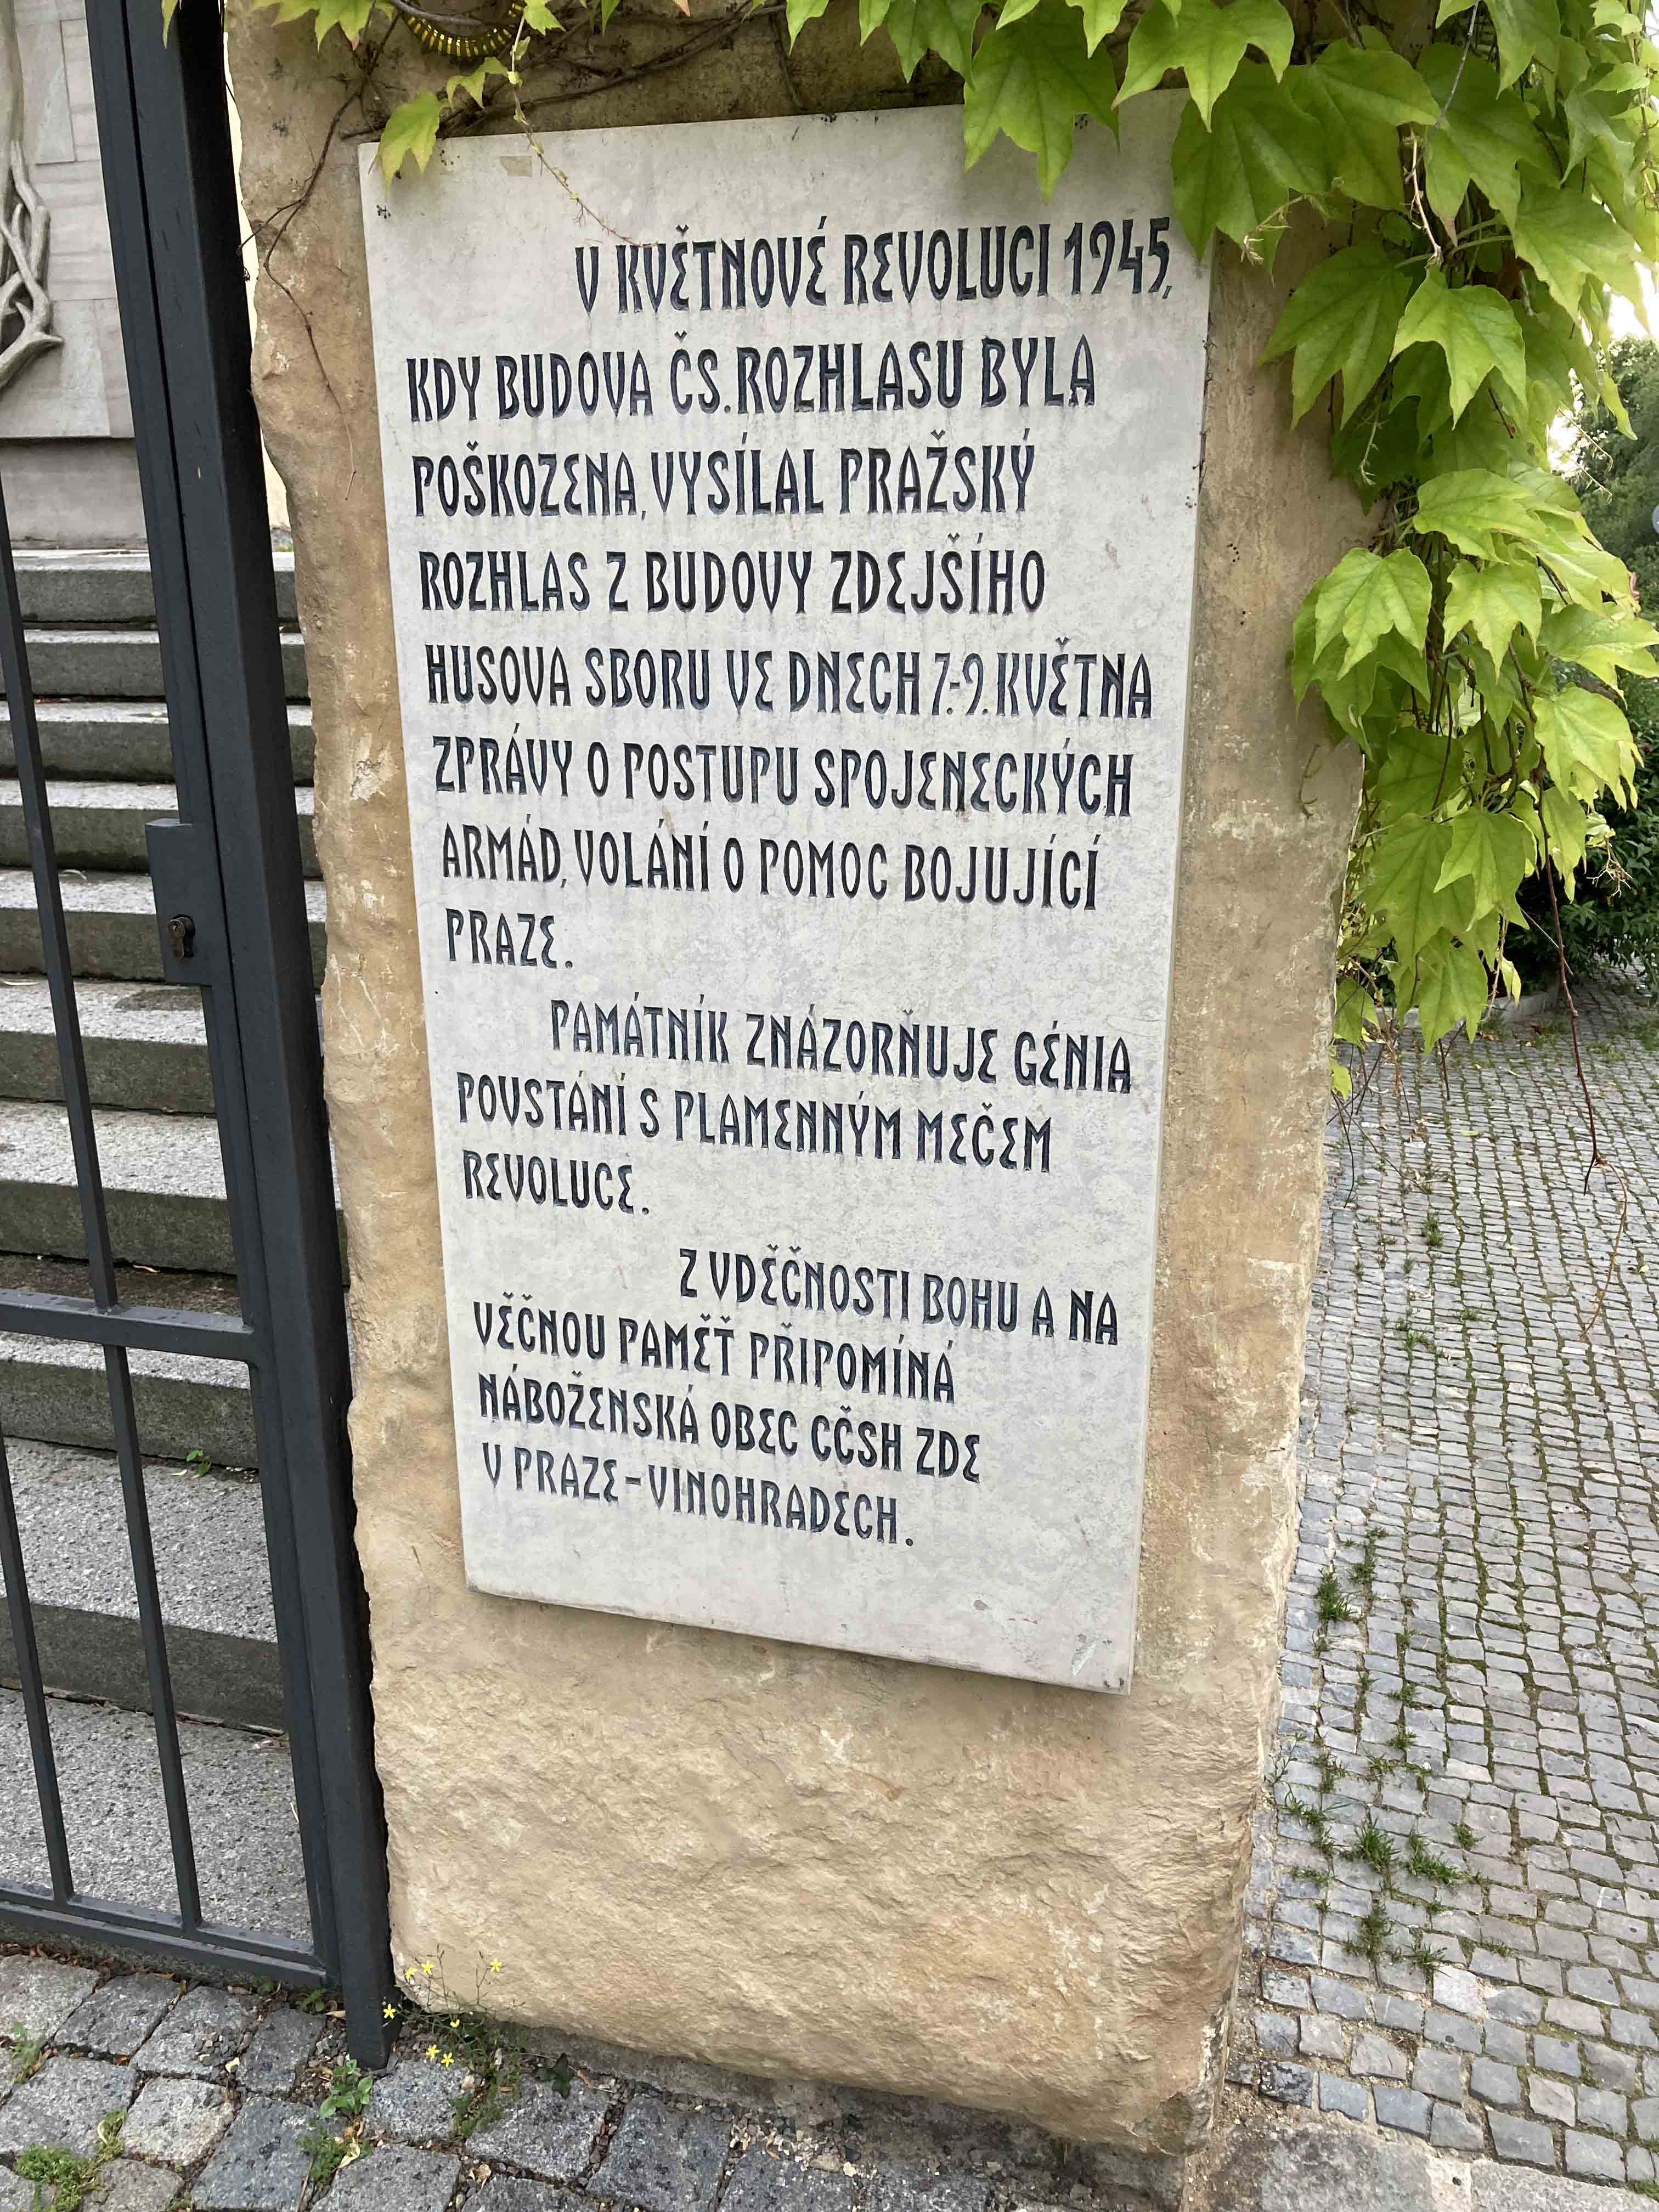 V KVĚTNOVÉ REVOLUCI 1945,
KDY BUDOVA ČS. ROZHLASU BYLA
POŠKOZENA, VYSÍLAL PRAŽSKÝ
ROZHLAS Z BUDOVY ZDEJŠÍHO
HUSOVA SBORU VE DNECH 7.-9. KVĚTNA
ZPRÁVY O POSTUPU SPOJENECKÝCH
ARMÁD, VOLÁNÍ O POMOC BOJUJÍCÍ
PRAZE.
PAMÁTNÍK ZNÁZORŇUJE GÉNIA
POVSTÁNÍ S PLAMENNÝM MEČEM
REVOLUCE.
Z VDĚČNOSTI BOHU A NA
VĚČNOU PAMĚŤ PŘIPOMÍNÁ
NÁBOŽENSKÁ OBEC CČSH ZDE
V PRAZE-VINOHRADECH.